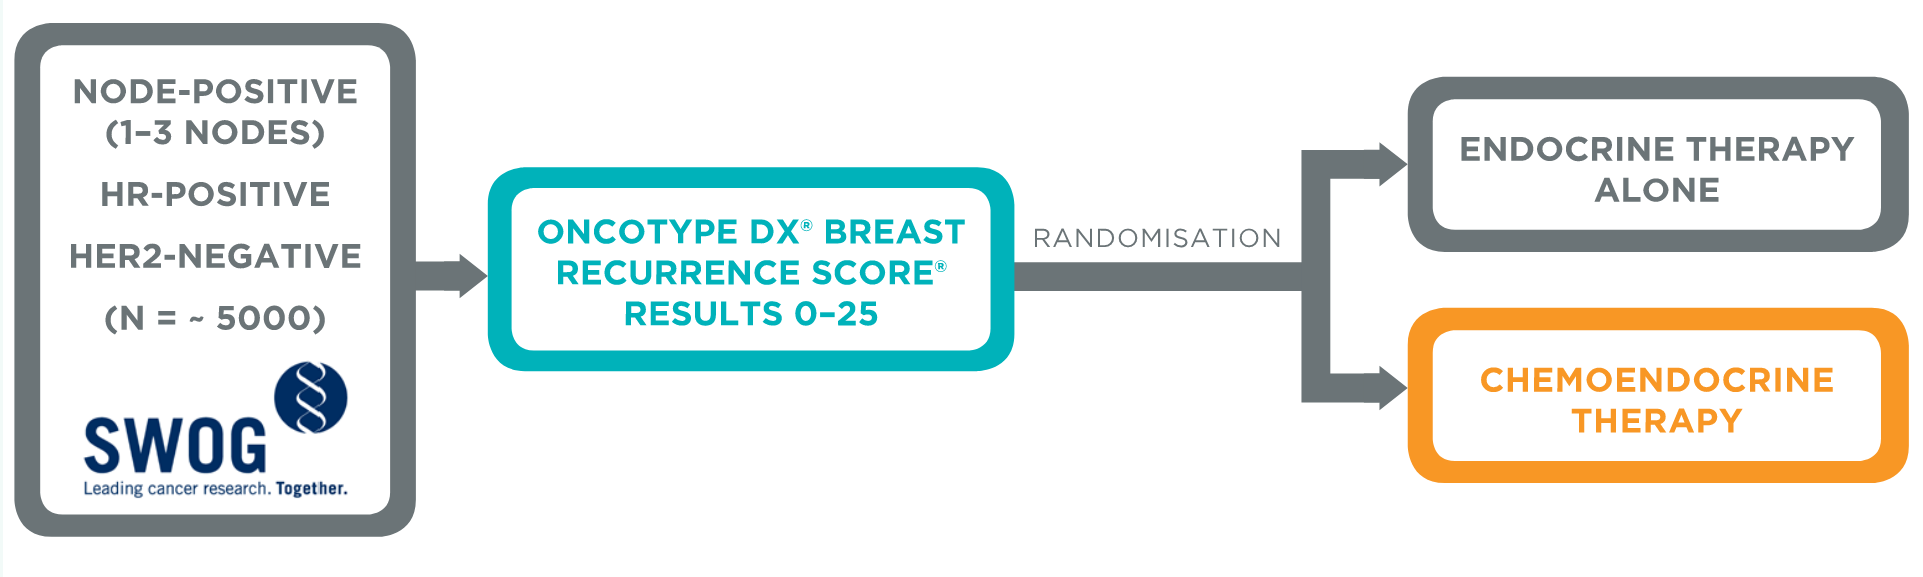 NODE-POSITIVE
(1–3 NODES)
HR-POSITIVE
HER2-NEGATIVE
(N = ~ 5000)
SWOG
Leading cancer research. Together.
ONCOTYPE DX® BREAST
RECURRENCE SCORE®
RESULTS 0–25
RANDOMISATION
ENDOCRINE THERAPY
ALONE
CHEMOENDOCRINE
THERAPY